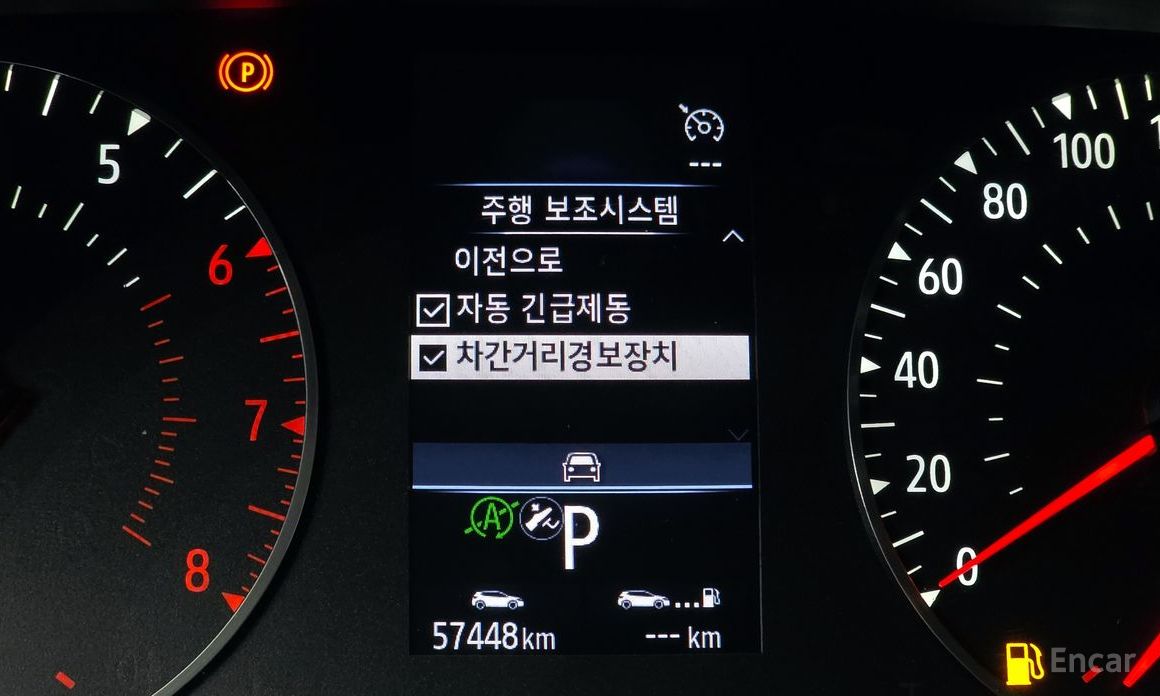 P
5
6
7
8
---
주행 보조시스템
이전으로
자동 긴급제동
차간거리경보장치
A
P
57448km
--- km
100
80
60
40
20
0
Encar